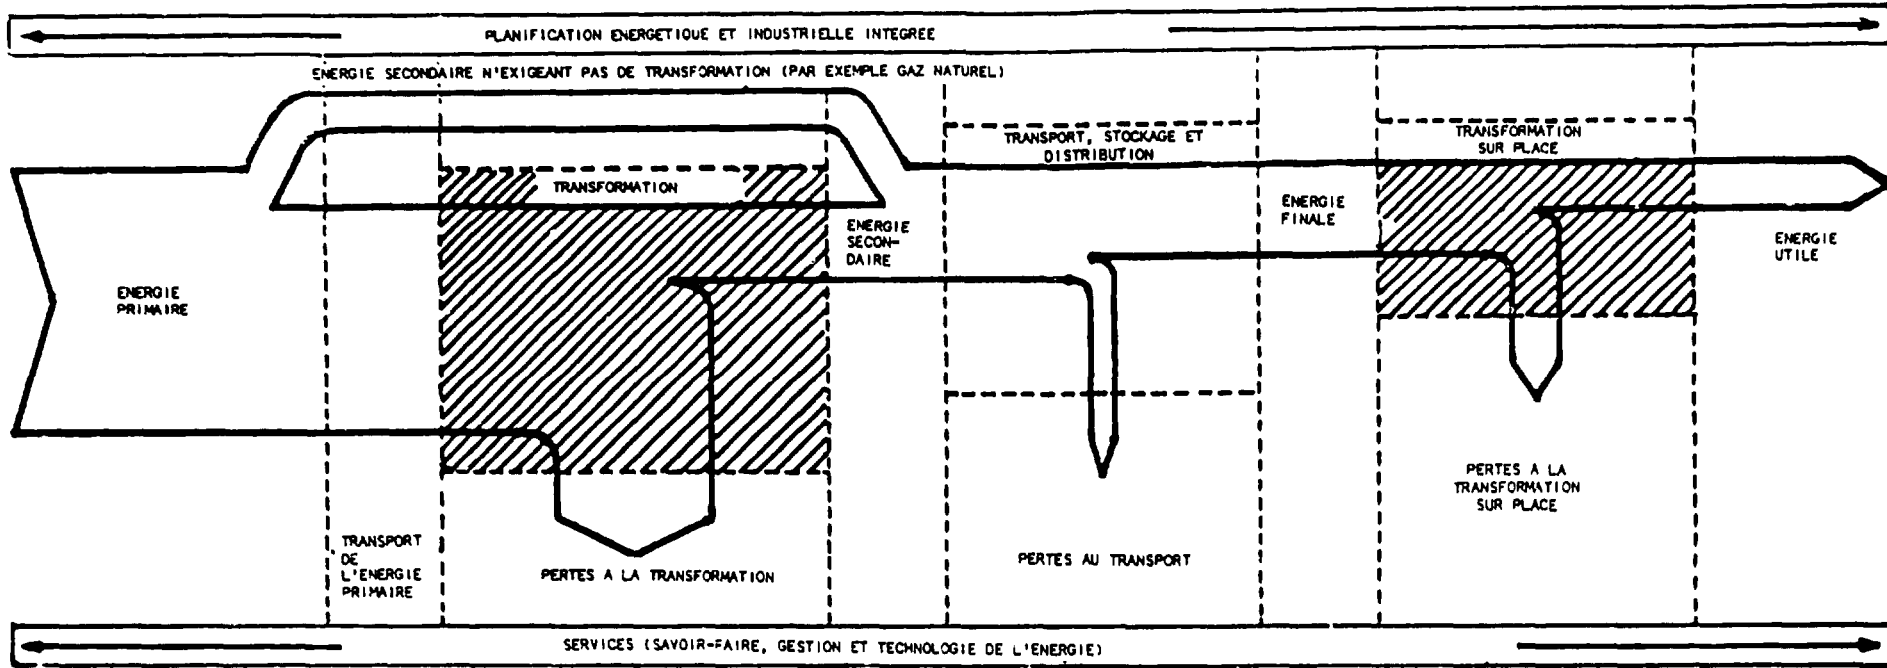 PLANIFICATION ENERGETIQUE ET INDUSTRIELLE INTEGREE
ENERGIE SECONDAIRE N'EXIGEANT PAS DE TRANSFORMATION (PAR EXEMPLE GAZ NATUREL)
TRANSPORT, STOCKAGE ET
DISTRIBUTION
TRANSFORMATION
SUR PLACE
TRANSFORMATION
ENERGIE
SECON-
DAIRE
ENERGIE
FINALE
ENERGIE
UTILE
ENERGIE
PRIMAIRE
PERTES A LA
TRANSFORMATION
SUR PLACE
TRANSPORT
DE
L'ENERGIE
PRIMAIRE
PERTES A LA TRANSFORMATION
PERTES AU TRANSPORT
SERVICES (SAVOIR-FAIRE, GESTION ET TECHNOLOGIE DE L'ENERGIE)